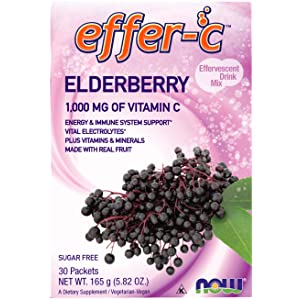 effer-c™
Effervescent
Drink
Mix
ELDERBERRY
1,000 MG OF VITAMIN C
ENERGY & IMMUNE SYSTEM SUPPORT*
VITAL ELECTROLYTES*
PLUS VITAMINS & MINERALS
MADE WITH REAL FRUIT
SUGAR FREE
30 Packets
NET WT. 165 g (5.82 OZ.)
A Dietary Supplement / Vegetarian-Vegan
K
now